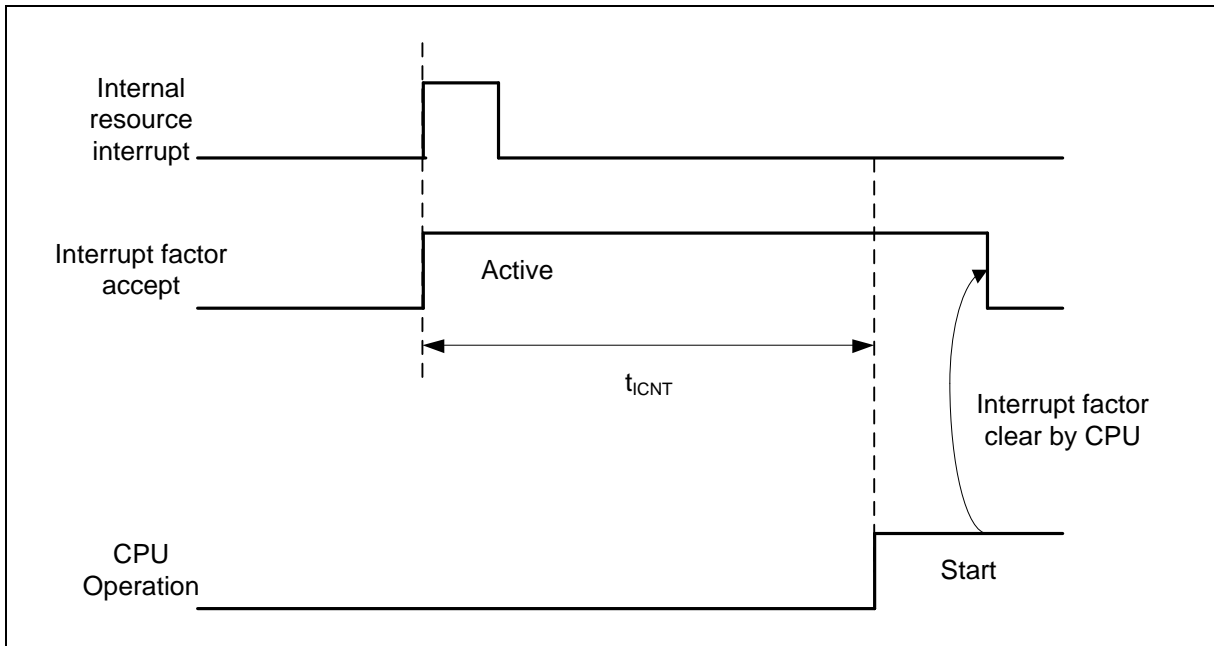 Internal
resource
interrupt
Interrupt factor
accept
Active
tICNT
Interrupt factor
clear by CPU
CPU
Operation
Start